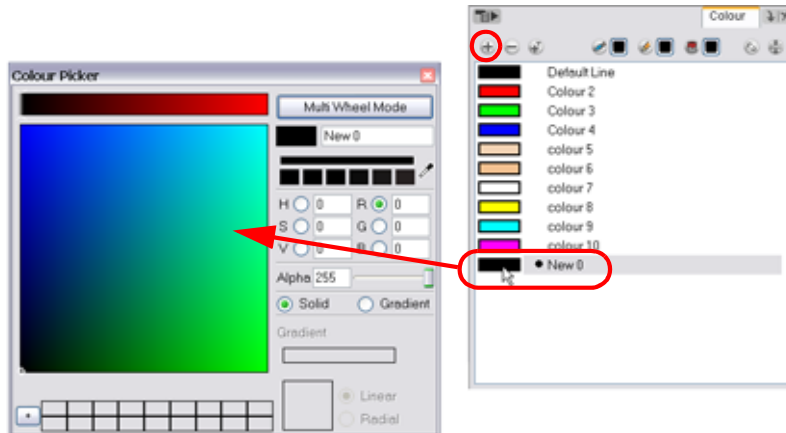 Colour Picker
Multi Wheel Mode
New 0
H 0 R 0
S 0 G 0
V 0 B 0
Alpha 255
Solid Gradient
Gradient
Linear
Radial
Colour
Default Line
Colour 2
Colour 3
Colour 4
colour 5
colour 6
colour 7
colour 8
colour 9
colour 10
New 0